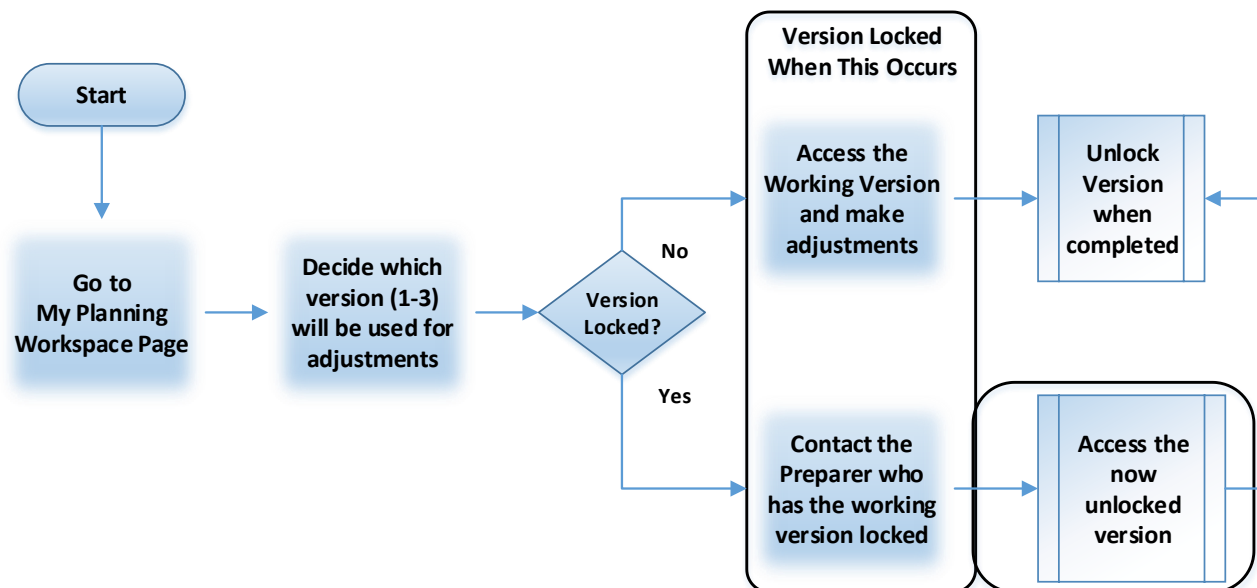 Start
Go to
My Planning
Workspace Page
Decide which
version (1-3)
will be used for
adjustments
Version
Locked?
No
Yes
Version Locked
When This Occurs
Access the
Working Version
and make
adjustments
Unlock
Version
when
completed
Contact the
Preparer who
has the working
version locked
Access the
now
unlocked
version